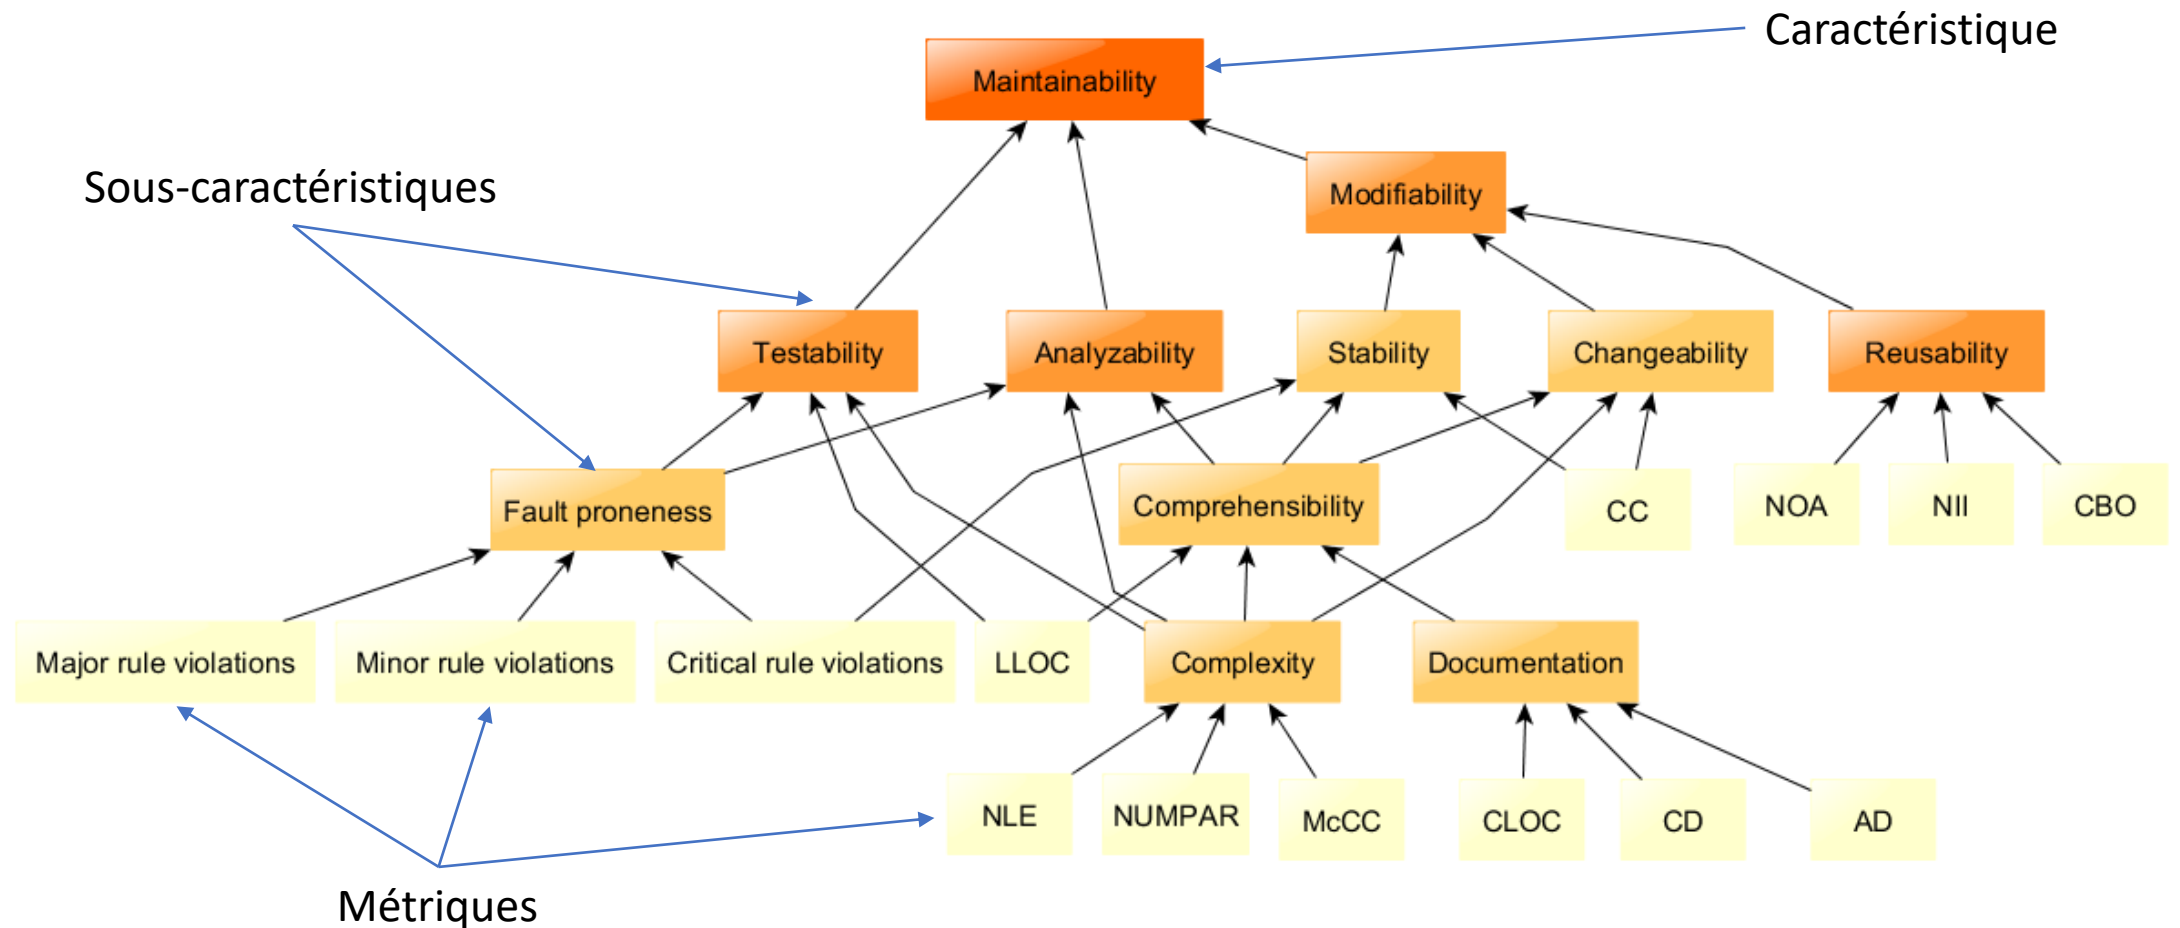 Caractéristique
Maintainability
Sous-caractéristiques
Modifiability
Testability
Analyzability
Stability
Changeability
Reusability
Fault proneness
Comprehensibility
CC
NOA
NII
CBO
Major rule violations
Minor rule violations
Critical rule violations
LLOC
Complexity
Documentation
NLE
NUMPAR
McCC
CLOC
CD
AD
Métriques